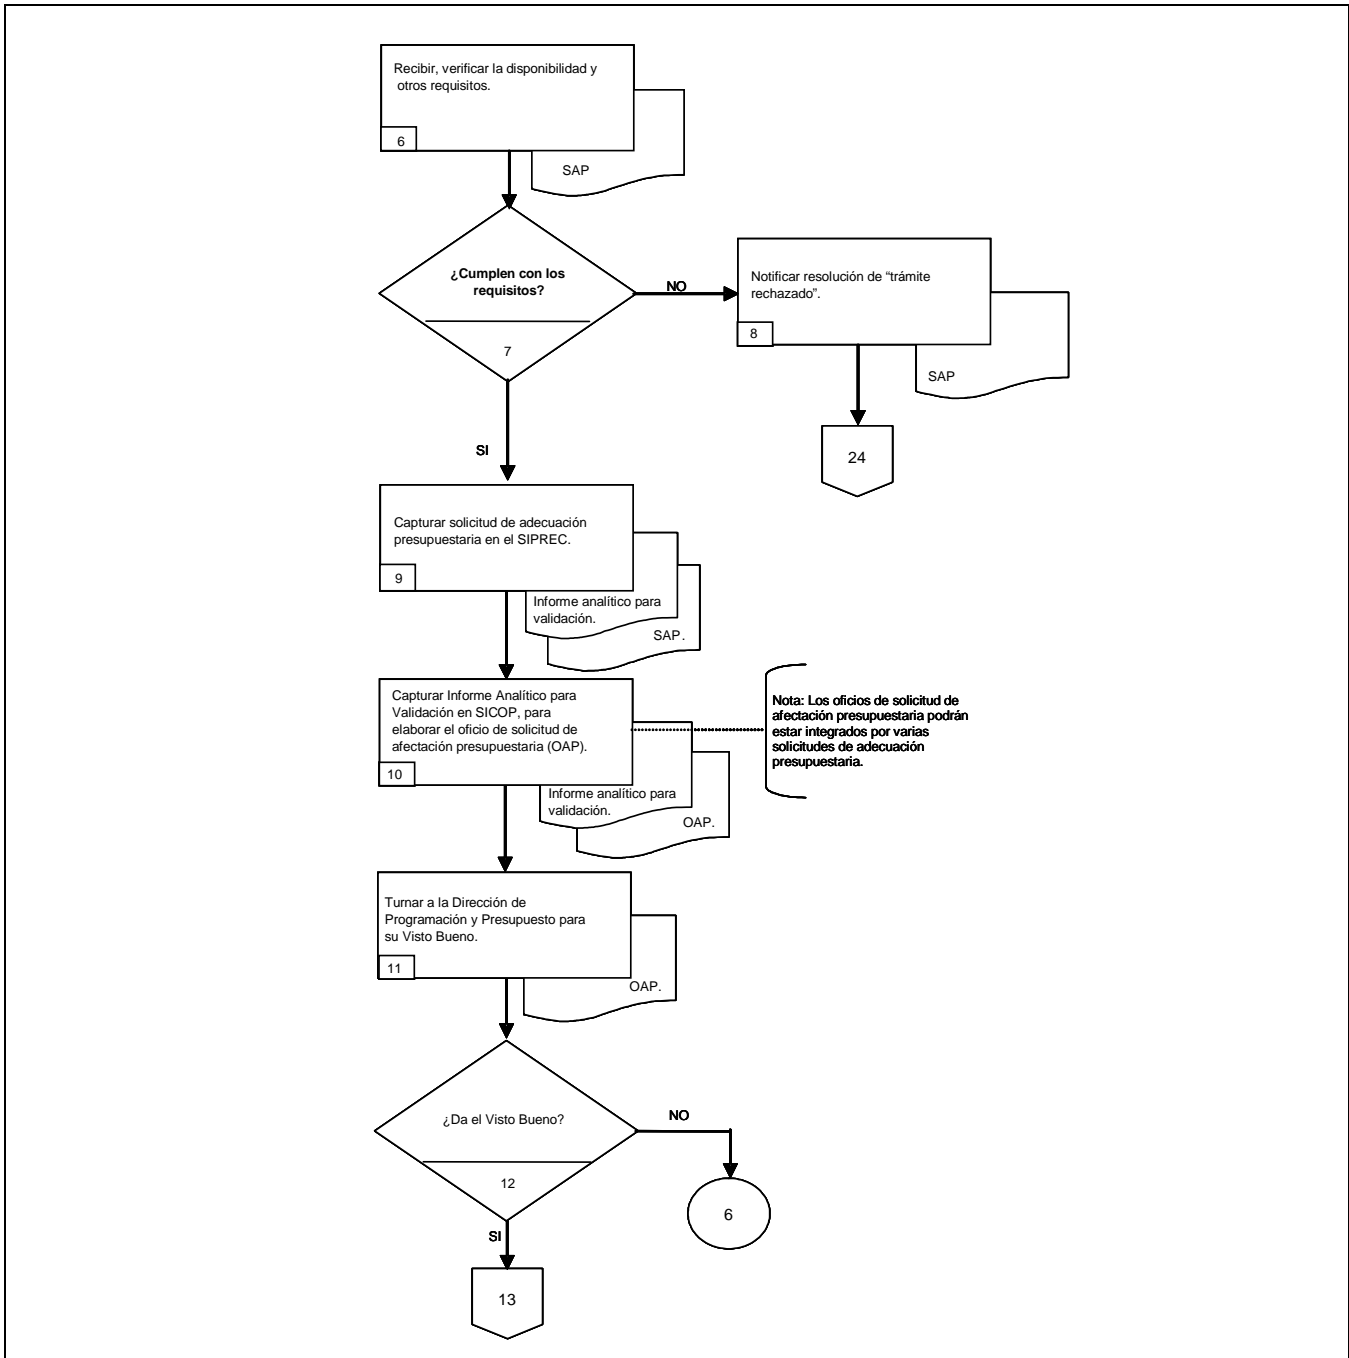 Recibir, verificar la disponibilidad y
otros requisitos.
6
SAP
¿Cumplen con los
requisitos?
7
NO
Notificar resolución de “trámite
rechazado”.
8
SAP
24
SI
Capturar solicitud de adecuación
presupuestaria en el SIPREC.
9
Informe analítico para
validación.
SAP.
Capturar Informe Analítico para
Validación en SICOP, para
elaborar el oficio de solicitud de
afectación presupuestaria (OAP).
10
Nota: Los oficios de solicitud de
afectación presupuestaria podrán
estar integrados por varias
solicitudes de adecuación
presupuestaria.
Informe analítico para
validación.
OAP.
Turnar a la Dirección de
Programación y Presupuesto para
su Visto Bueno.
11
OAP.
¿Da el Visto Bueno?
12
NO
6
SI
13